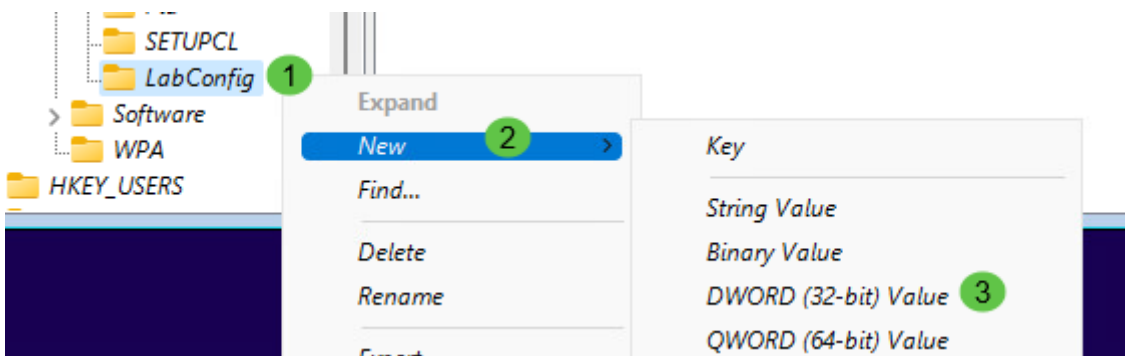 SETUPCL
LabConfig 1
Software
WPA
HKEY_USERS
Expand
New 2
Find...
Delete
Rename
Export
Key
String Value
Binary Value
DWORD (32-bit) Value 3
QWORD (64-bit) Value